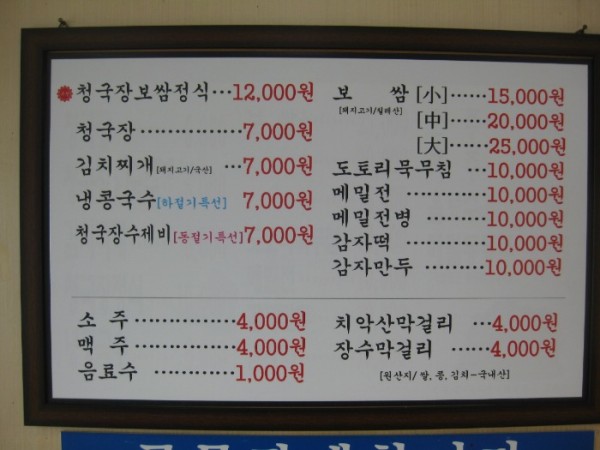 청국장보쌈정식…12,000원
청국장……………7,000원
김치찌개[돼지고기/국산]…7,000원
냉콩국수[하절기특선] 7,000원
청국장수제비[동절기특선]7,000원
보 쌈 [小]……15,000원
[돼지고기/칠레산]
[中]……20,000원
[大]……25,000원
도토리묵무침 …10,000원
메밀전 …………10,000원
메밀전병 ………10,000원
감자떡 …………10,000원
감자만두 ………10,000원
소 주 ……………4,000원
맥 주 ……………4,000원
음료수 …………1,000원
치악산막걸리 …4,000원
장수막걸리 ……4,000원
[원산지/ 쌀, 콩, 김치-국내산]